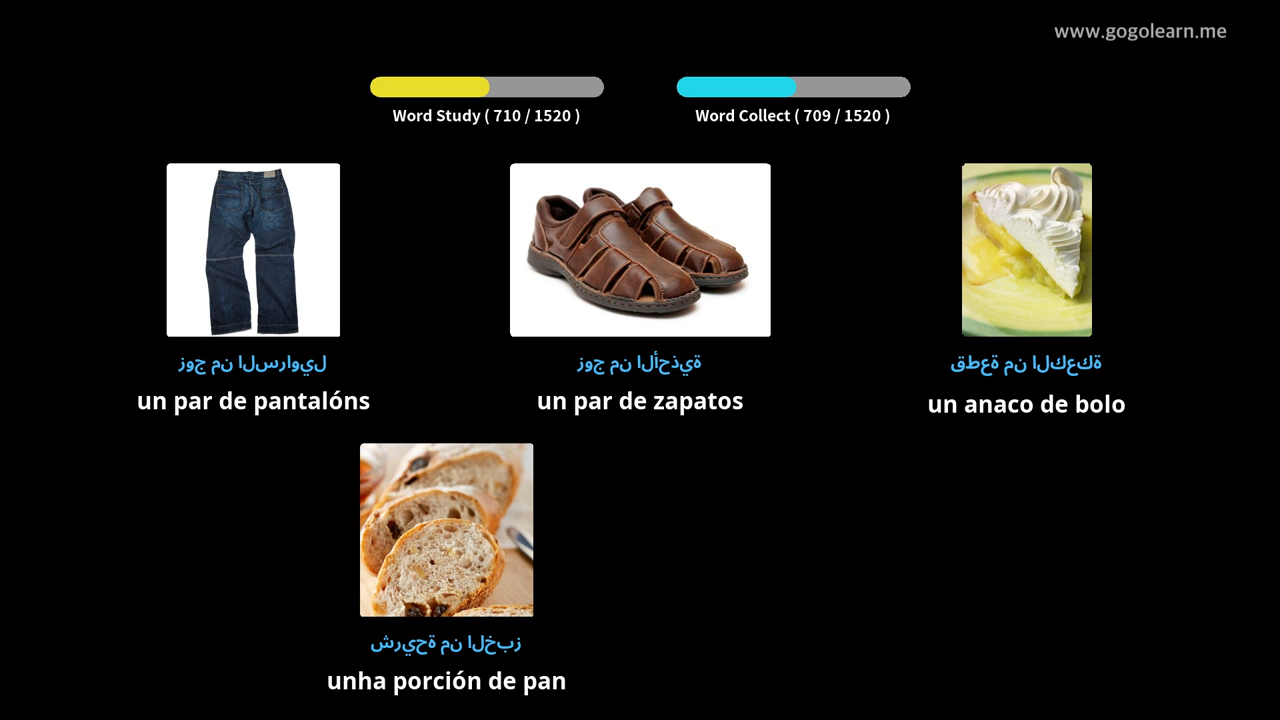 www.gogolearn.me
Word Study ( 710 / 1520 )
Word Collect ( 709 / 1520 )
زوج من السراويل
un par de pantalóns
زوج من الأحذية
un par de zapatos
قطعة من الكعكة
un anaco de bolo
شريحة من الخبز
unha porción de pan